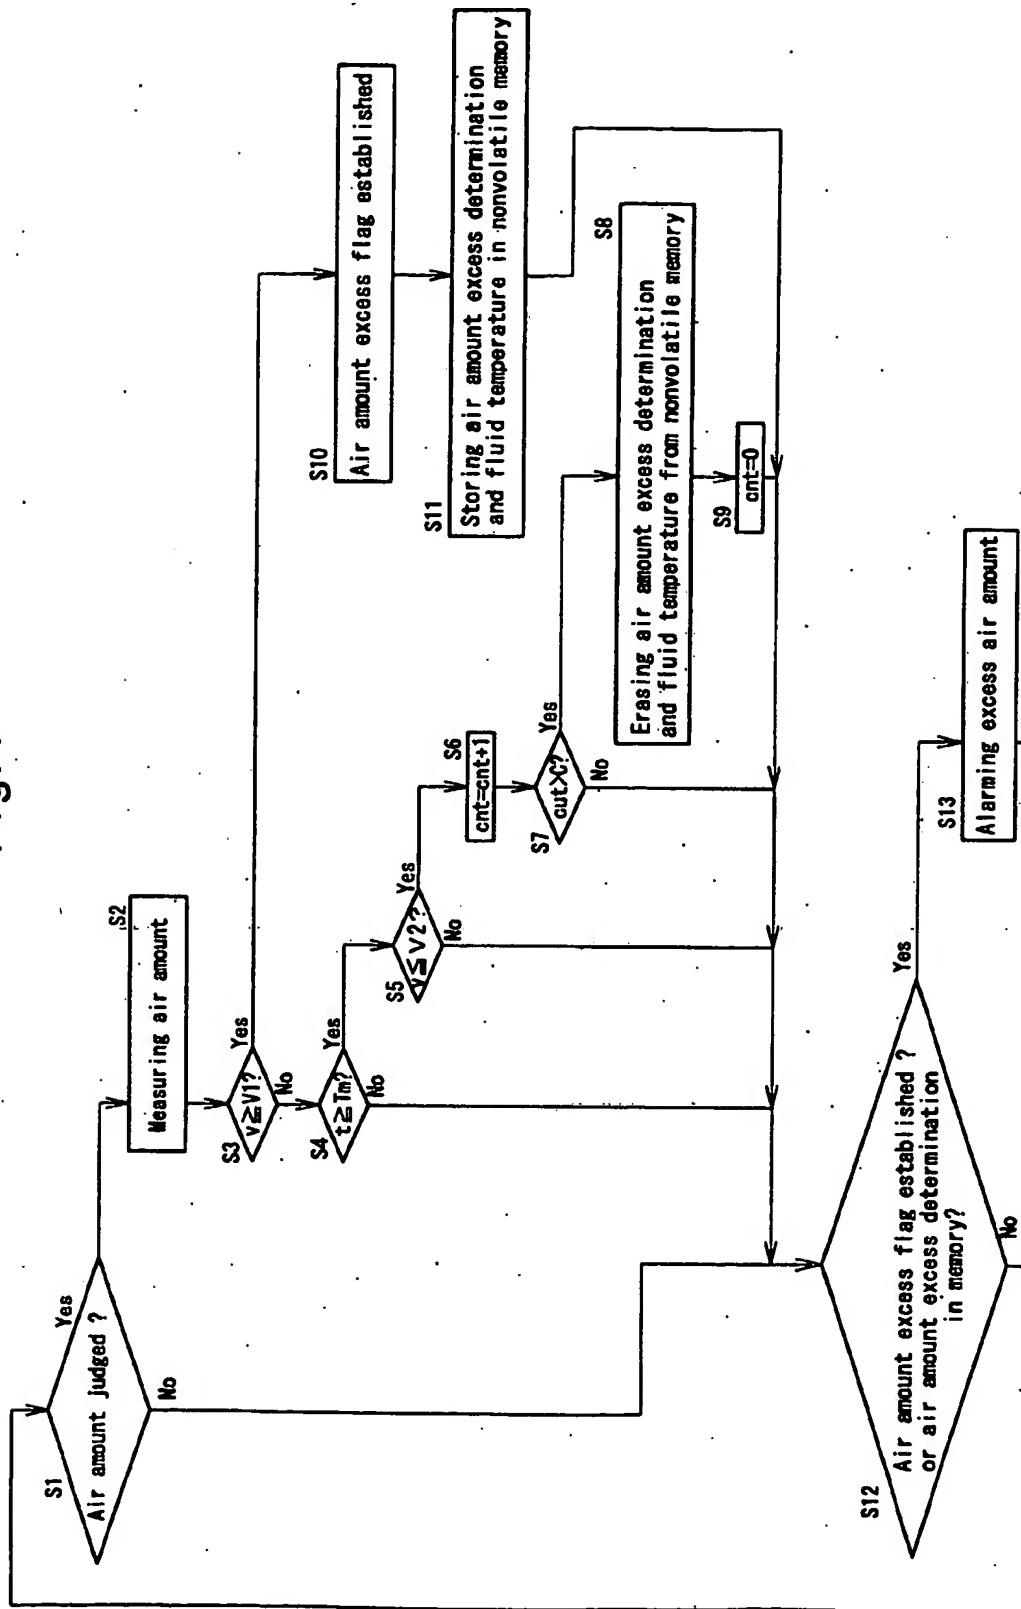 S1
Air amount judged ?
Yes
No
S2
Measuring air amount
S3
v≧V1?
Yes
No
S4
t≧Tm?
Yes
No
S5
v≦V2?
Yes
No
S6
cnt=cnt+1
S7
cut>C?
Yes
No
S8
Erasing air amount excess determination
and fluid temperature from nonvolatile memory
S9
cnt=0
S10
Air amount excess flag established
S11
Storing air amount excess determination
and fluid temperature in nonvolatile memory
S12
Air amount excess flag established ?
or air amount excess determination
in memory?
Yes
No
S13
Alarming excess air amount